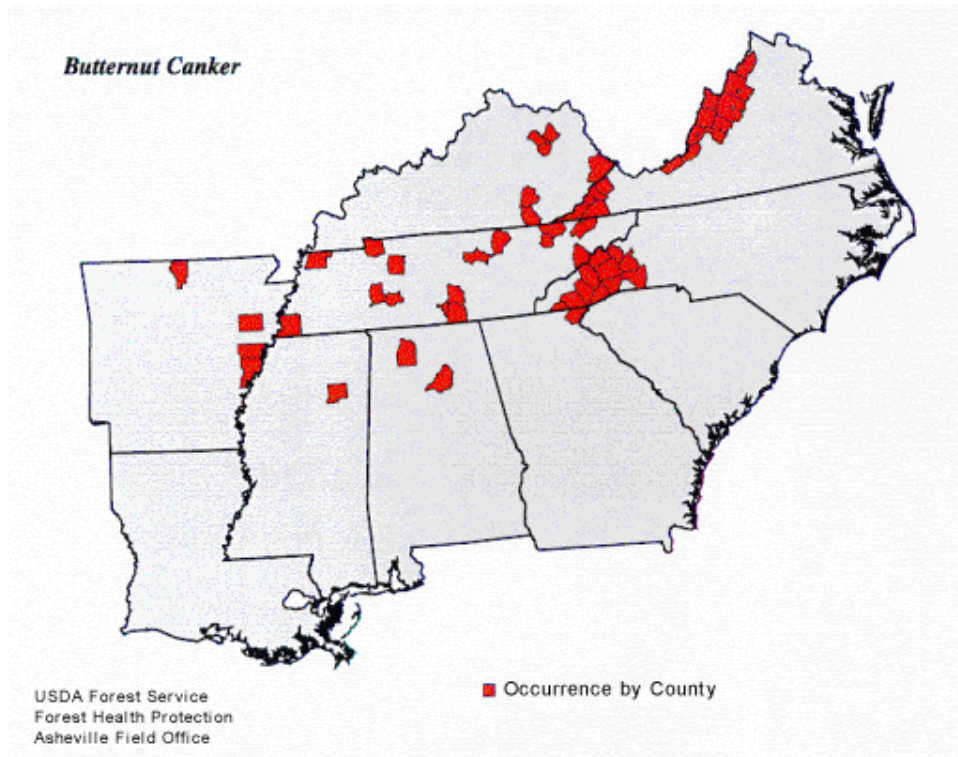 Butternut Canker
Occurrence by County
USDA Forest Service
Forest Health Protection
Asheville Field Office